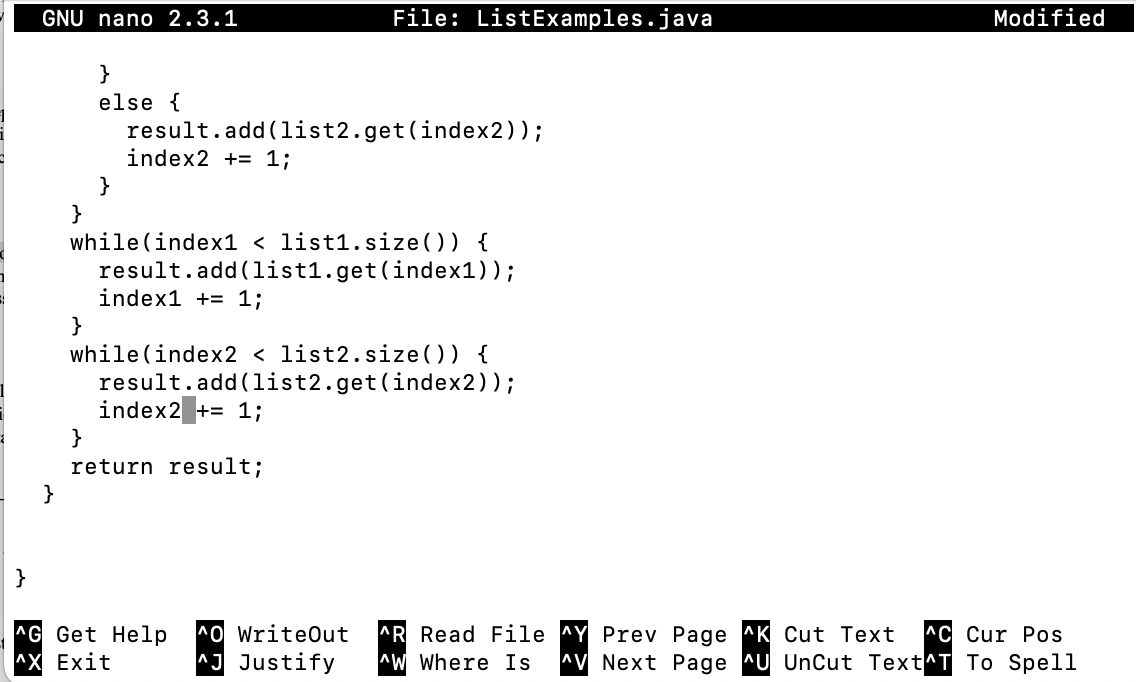 GNU nano 2.3.1 File: ListExamples.java Modified
}
else {
result.add(list2.get(index2));
index2 += 1;
}
}
while(index1 < list1.size()) {
result.add(list1.get(index1));
index1 += 1;
}
while(index2 < list2.size()) {
result.add(list2.get(index2));
index2 += 1;
}
return result;
}
}
^G Get Help ^O WriteOut ^R Read File ^Y Prev Page ^K Cut Text ^C Cur Pos
^X Exit ^J Justify ^W Where Is ^V Next Page ^U UnCut Text ^T To Spell